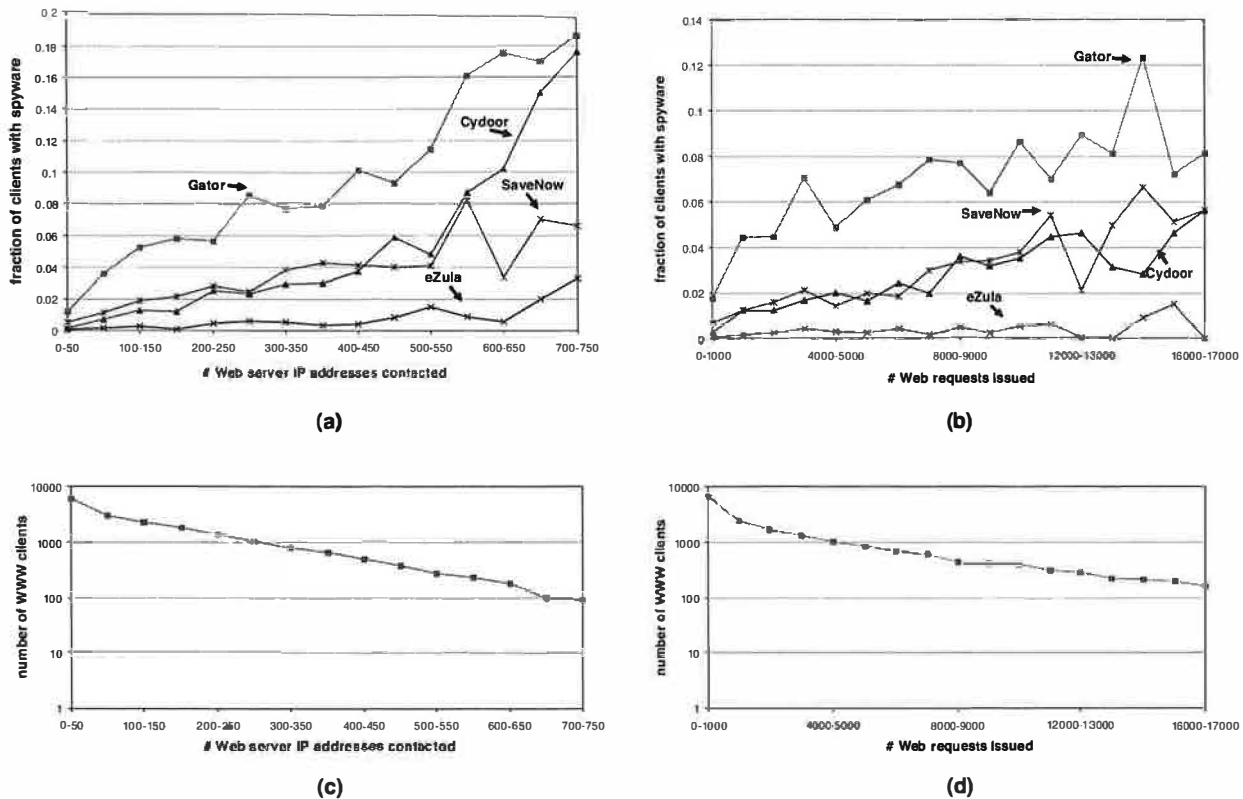 (a)
fraction of clients with spyware
0.2
0.18
0.16
0.14
0.12
0.1
0.08
0.06
0.04
0.02
0
Gator
Cydoor
SaveNow
eZula
0-50
100-150
200-250
300-350
400-450
500-550
600-650
700-750
# Web server IP addresses contacted
(a)
(b)
fraction of clients with spyware
0.14
0.12
0.1
0.08
0.06
0.04
0.02
0
Gator
SaveNow
Cydoor
eZula
0-1000
4000-5000
8000-9000
12000-13000
16000-17000
# Web requests issued
(b)
number of WWW clients
10000
1000
100
10
1
0-50
100-150
200-250
300-350
400-450
500-550
600-650
700-750
# Web server IP addresses contacted
(c)
number of WWW clients
10000
1000
100
10
1
0-1000
4000-5000
8000-9000
12000-13000
16000-17000
# Web requests issued
(d)